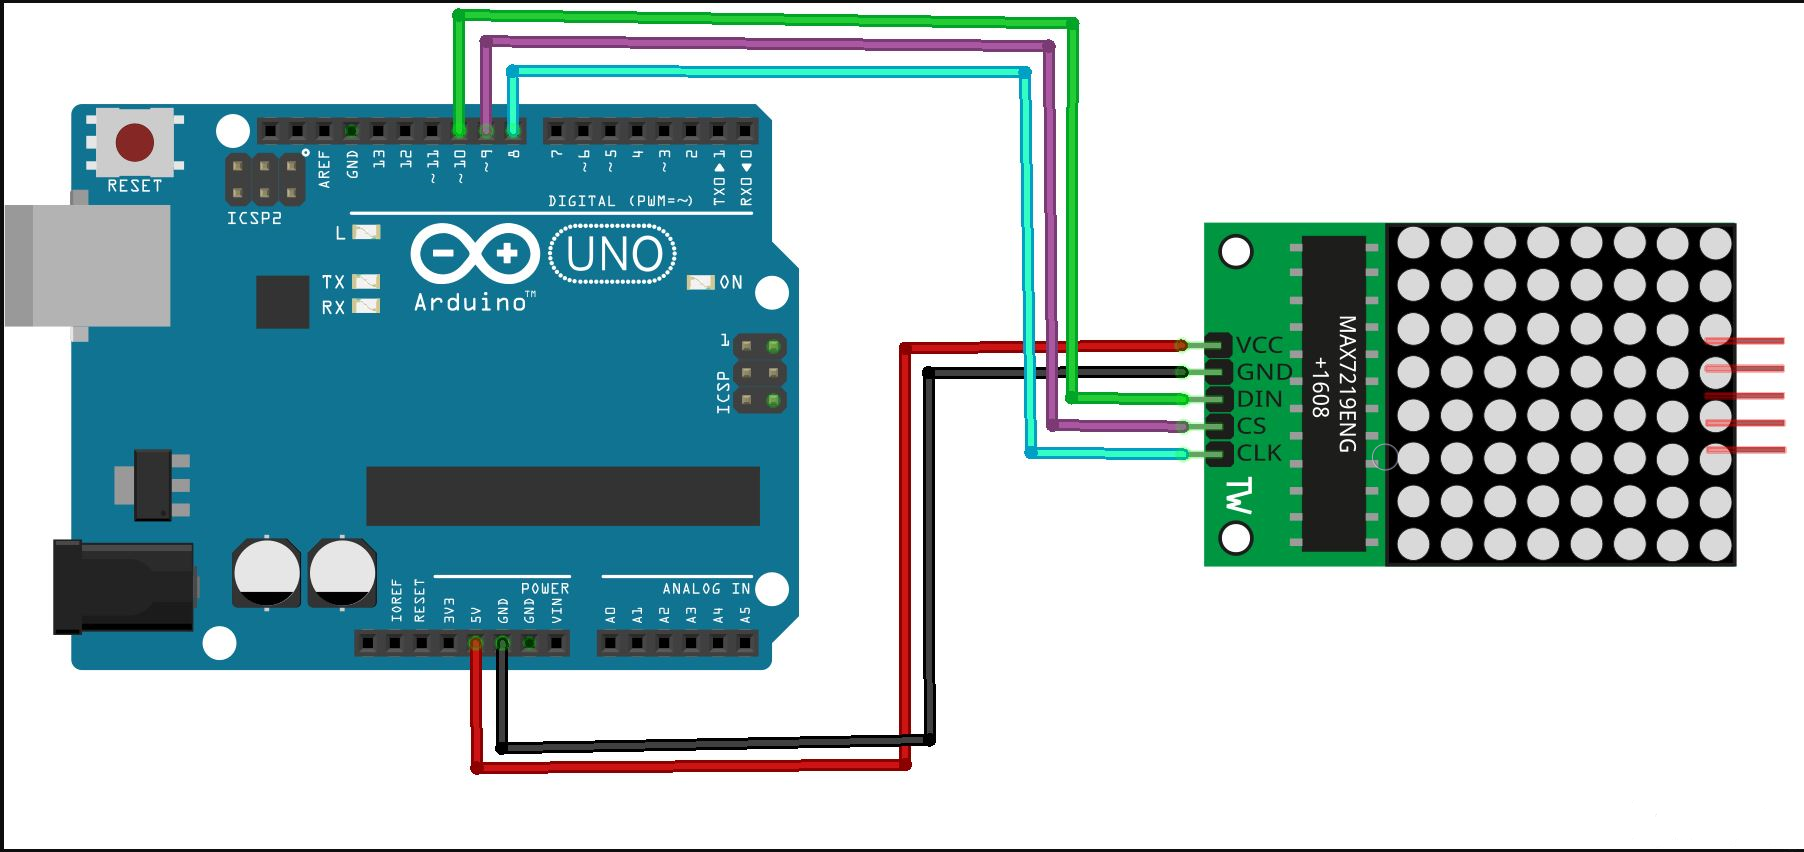 RESET
ICSP2
AREF
GND
13
12
~11
~10
~9
8
7
~6
~5
4
~3
2
TX0▶1
RX0◀0
DIGITAL (PWM=~)
L
TX
RX
UNO
Arduino™
ON
1
ICSP
IOREF
RESET
3V3
5V
GND
GND
VIN
POWER
ANALOG IN
A0
A1
A2
A3
A4
A5
VCC
GND
DIN
CS
CLK
MAX7219ENG
+1608
TW